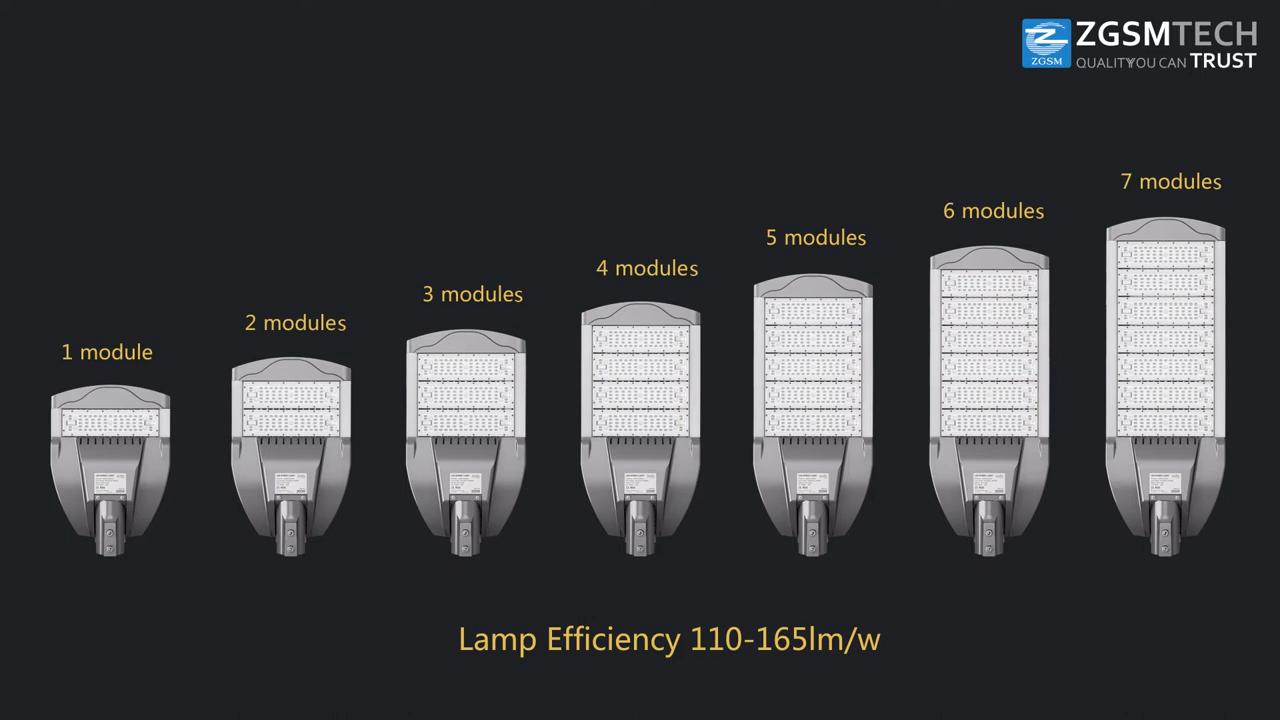 ZGSMTECH
ZGSM
QUALITY YOU CAN TRUST
7 modules
6 modules
5 modules
4 modules
3 modules
2 modules
1 module
Lamp Efficiency 110-165lm/w